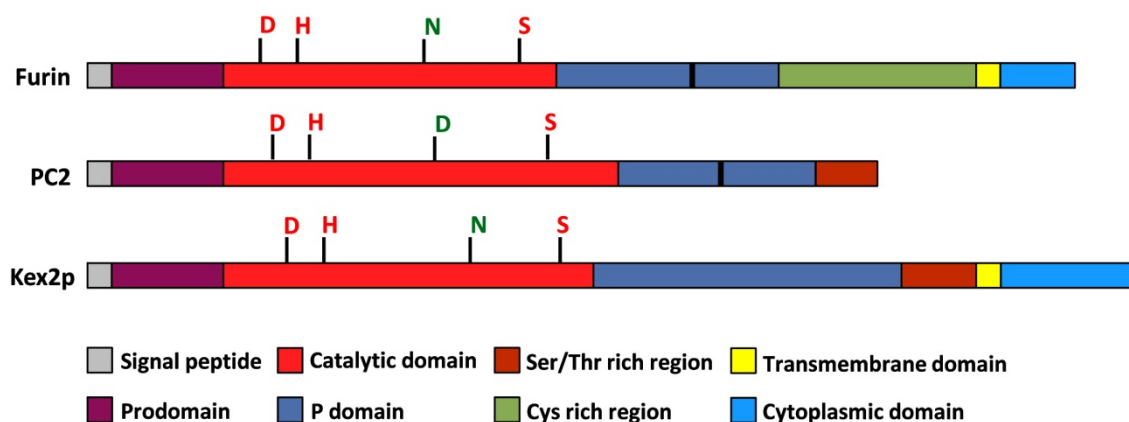 D H N S
Furin
D H D S
PC2
D H N S
Kex2p
Signal peptide Catalytic domain Ser/Thr rich region Transmembrane domain
Prodomain P domain Cys rich region Cytoplasmic domain